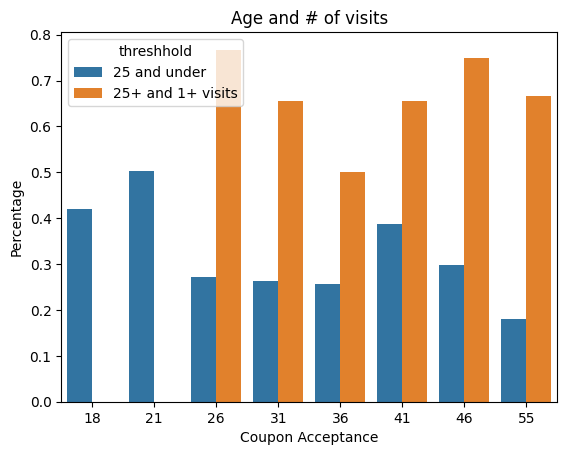 Age and # of visits
threshhold
25 and under
25+ and 1+ visits
Percentage
0.8
0.7
0.6
0.5
0.4
0.3
0.2
0.1
0.0
18 21 26 31 36 41 46 55
Coupon Acceptance